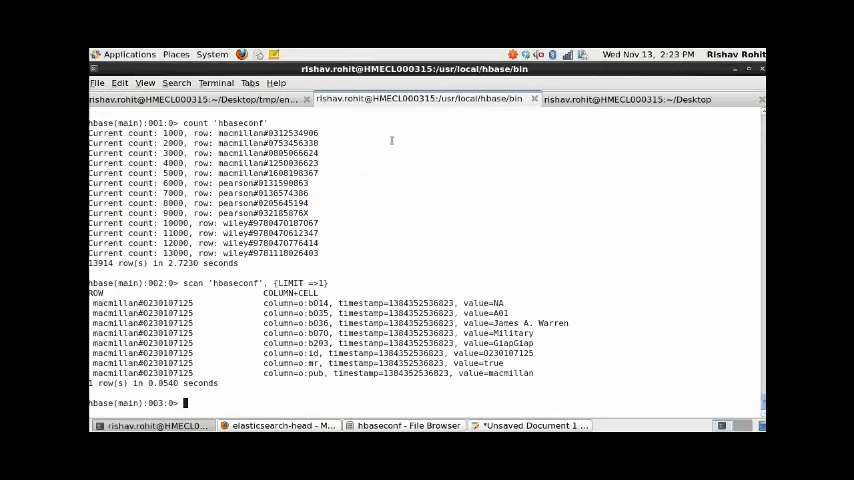 Applications Places System Wed Nov 13, 2:23 PM Rishav Rohit
rishav.rohit@HMECL000315:/usr/local/hbase/bin
File Edit View Search Terminal Tabs Help
rishav.rohit@HMECL000315:~/Desktop/tmp/en... rishav.rohit@HMECL000315:/usr/local/hbase/bin rishav.rohit@HMECL000315:~/Desktop
hbase(main):001:0> count 'hbaseconf'
Current count: 1000, row: macmillan#0312534906
Current count: 2000, row: macmillan#0753456338
Current count: 3000, row: macmillan#0805066624
Current count: 4000, row: macmillan#1250036623
Current count: 5000, row: macmillan#1608198367
Current count: 6000, row: pearson#0131590863
Current count: 7000, row: pearson#0136574386
Current count: 8000, row: pearson#0205645194
Current count: 9000, row: pearson#032185876X
Current count: 10000, row: wiley#9780470187067
Current count: 11000, row: wiley#9780470612347
Current count: 12000, row: wiley#9780470776414
Current count: 13000, row: wiley#9781118026403
13914 row(s) in 2.7230 seconds
hbase(main):002:0> scan 'hbaseconf', {LIMIT =>1}
ROW COLUMN+CELL
macmillan#0230107125 column=o:b014, timestamp=1384352536823, value=NA
macmillan#0230107125 column=o:b035, timestamp=1384352536823, value=A01
macmillan#0230107125 column=o:b036, timestamp=1384352536823, value=James A. Warren
macmillan#0230107125 column=o:b070, timestamp=1384352536823, value=Military
macmillan#0230107125 column=o:b203, timestamp=1384352536823, value=GiapGiap
macmillan#0230107125 column=o:id, timestamp=1384352536823, value=0230107125
macmillan#0230107125 column=o:mr, timestamp=1384352536823, value=true
macmillan#0230107125 column=o:pub, timestamp=1384352536823, value=macmillan
1 row(s) in 0.0540 seconds
hbase(main):003:0>
rishav.rohit@HMECL0... elasticsearch-head - M... hbaseconf - File Browser *Unsaved Document 1 ...